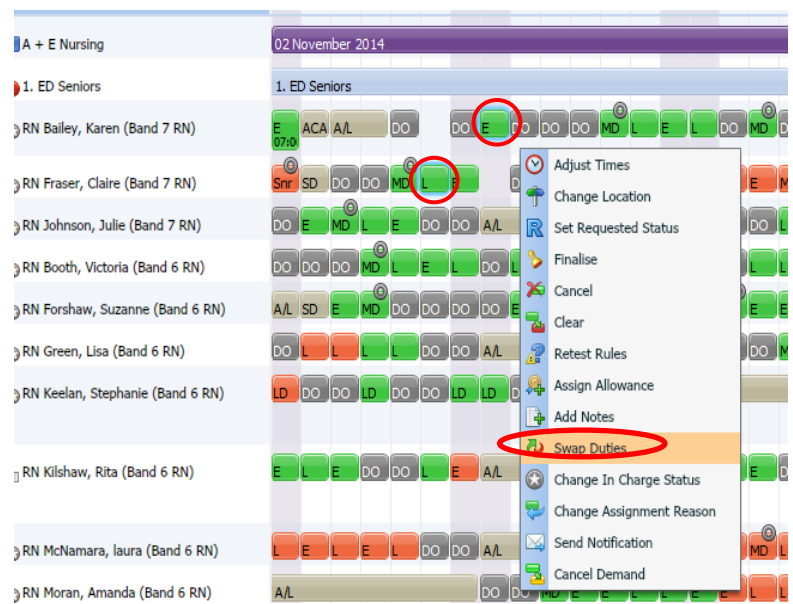 A + E Nursing 02 November 2014
1. ED Seniors 1. ED Seniors
RN Bailey, Karen (Band 7 RN) E 07:0 ACA A/L DO DO E DO DO DO MD L E L DO MD D
RN Fraser, Claire (Band 7 RN) Snr SD DO DO MD L E D E M
RN Johnson, Julie (Band 7 RN) DO E MD L E DO DO A/L DO L
RN Booth, Victoria (Band 6 RN) DO DO DO MD L E L DO L L L
RN Forshaw, Suzanne (Band 6 RN) A/L SD E MD DO DO DO DO E E E
RN Green, Lisa (Band 6 RN) DO L L L L DO DO A/L DO M
RN Keelan, Stephanie (Band 6 RN) LD DO DO LD DO DO LD LD D
RN Kilshaw, Rita (Band 6 RN) E L E DO DO L E A/L E D
RN McNamara, laura (Band 6 RN) L E L E L DO DO A/L MD L
RN Moran, Amanda (Band 6 RN) A/L DO DO MD E E L L E E L L
Adjust Times
Change Location
Set Requested Status
Finalise
Cancel
Clear
Retest Rules
Assign Allowance
Add Notes
Swap Duties
Change In Charge Status
Change Assignment Reason
Send Notification
Cancel Demand